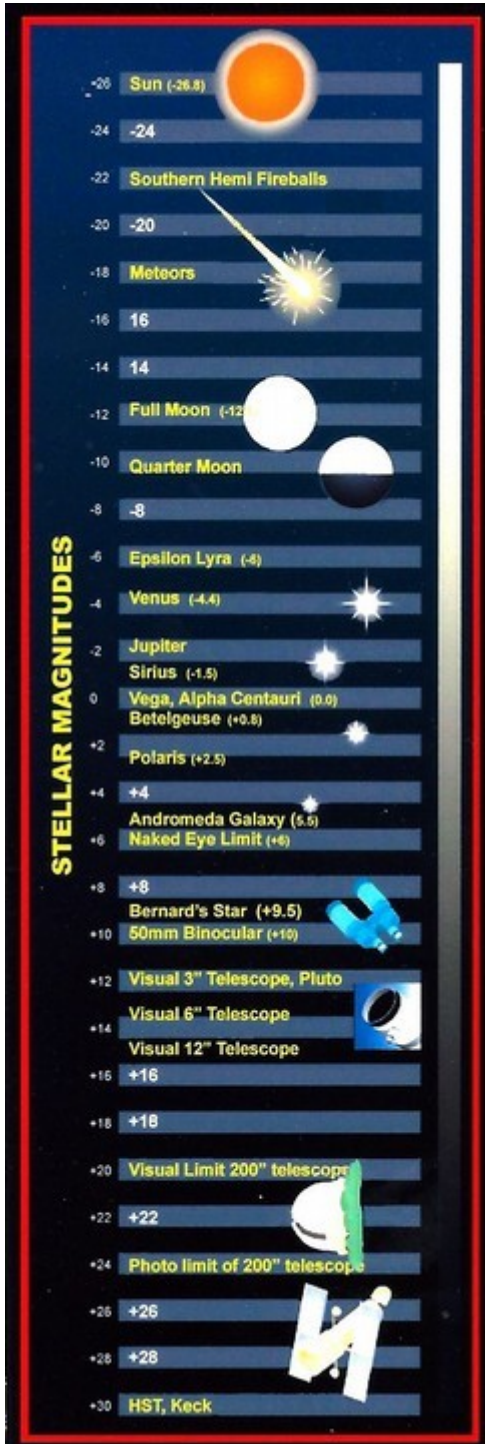 STELLAR MAGNITUDES
-26 Sun (-26.8)
-24 -24
-22 Southern Hemi Fireballs
-20 -20
-18 Meteors
-16 16
-14 14
-12 Full Moon (-12
-10 Quarter Moon
-8 -8
-6 Epsilon Lyra (-6)
-4 Venus (-4.4)
-2 Jupiter
Sirius (-1.5)
0 Vega, Alpha Centauri (0.0)
Betelgeuse (+0.8)
+2
Polaris (+2.5)
+4 +4
Andromeda Galaxy (5.5)
+6 Naked Eye Limit (+6)
+8 +8
Bernard's Star (+9.5)
+10 50mm Binocular (+10)
+12 Visual 3" Telescope, Pluto
Visual 6" Telescope
+14
Visual 12" Telescope
+16 +16
+18 +18
+20 Visual Limit 200" telescope
+22 +22
+24 Photo limit of 200" telescope
+26 +26
+28 +28
+30 HST, Keck